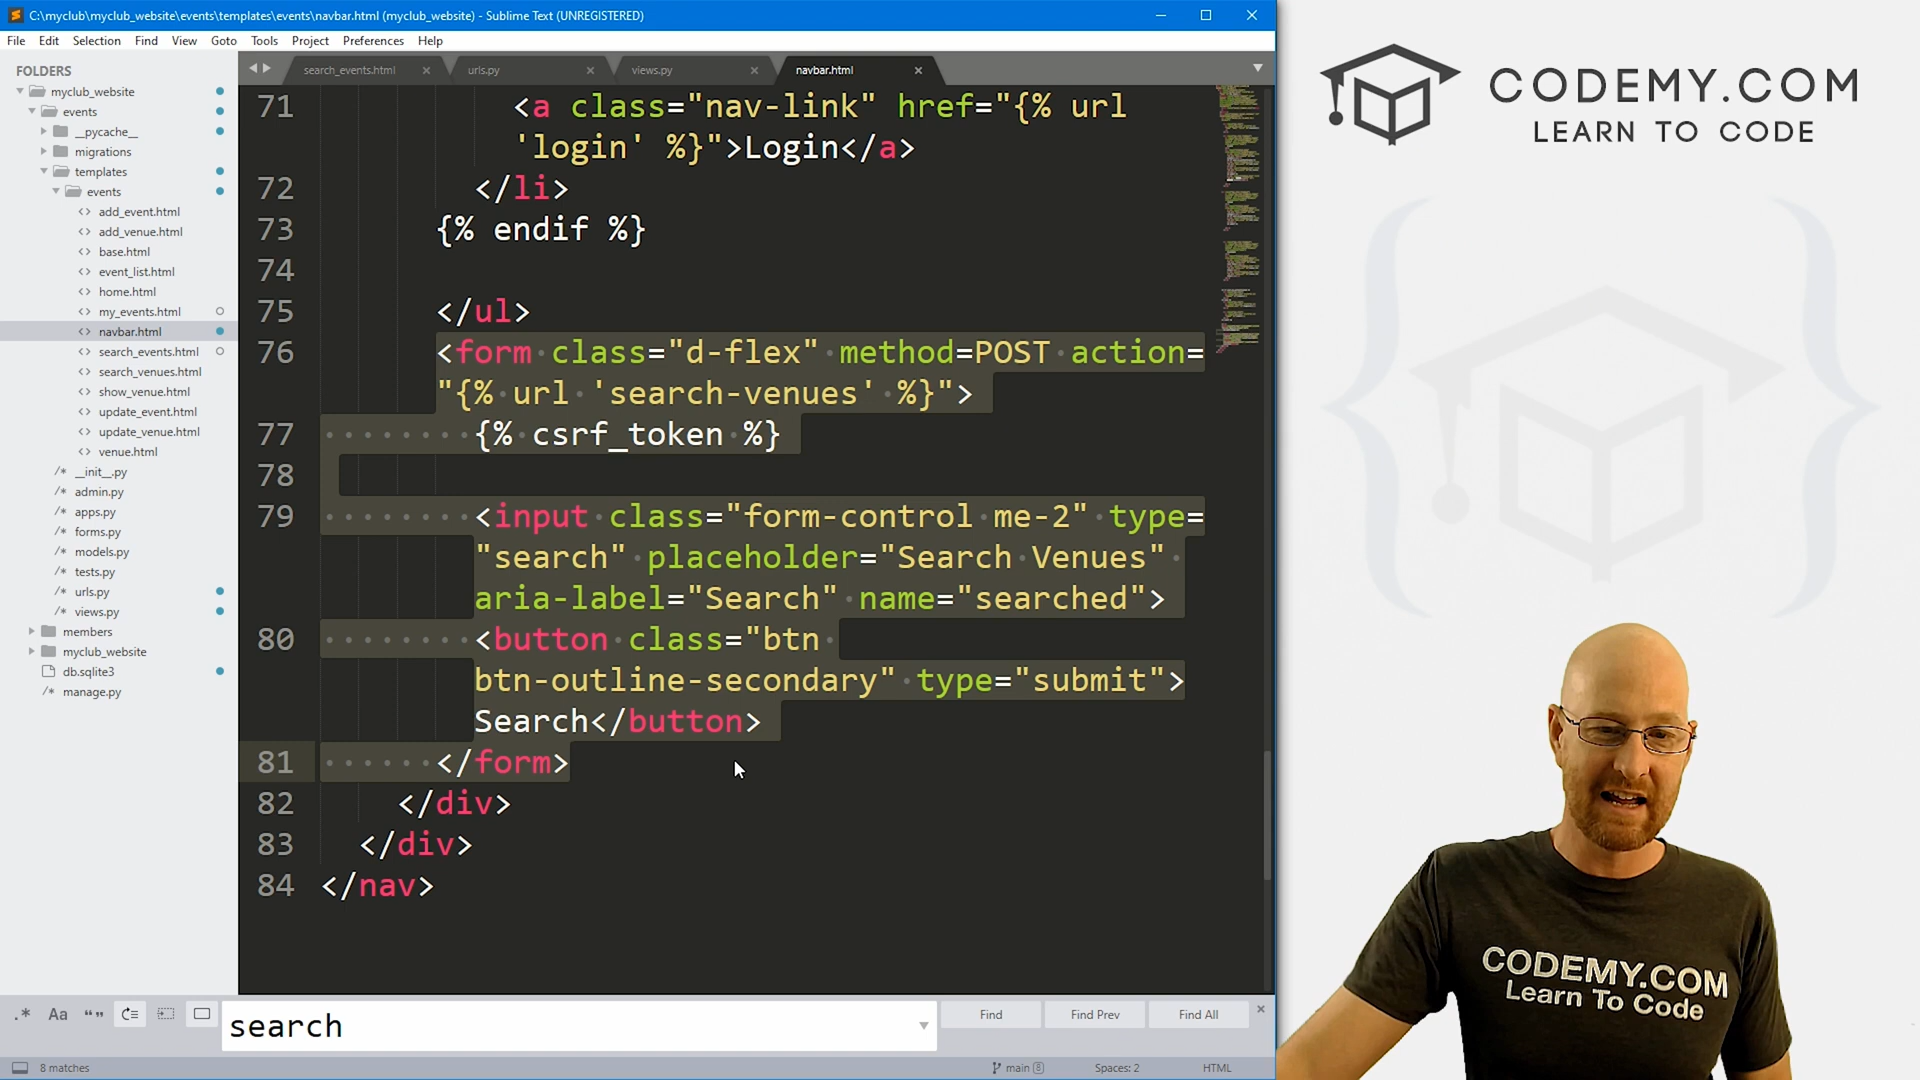 C:\myclub\myclub_website\events\templates\events\navbar.html (myclub_website) - Sublime Text (UNREGISTERED)
File Edit Selection Find View Goto Tools Project Preferences Help
FOLDERS
myclub_website
events
__pycache__
migrations
templates
events
add_event.html
add_venue.html
base.html
event_list.html
home.html
my_events.html
navbar.html
search_events.html
search_venues.html
show_venue.html
update_event.html
update_venue.html
venue.html
__init__.py
admin.py
apps.py
forms.py
models.py
tests.py
urls.py
views.py
members
myclub_website
db.sqlite3
manage.py
search_events.html urls.py views.py navbar.html
71 <a class="nav-link" href="{% url
'login' %}">Login</a>
72 </li>
73 {% endif %}
74
75 </ul>
76 <form class="d-flex" method=POST action=
"{% url 'search-venues' %}">
77 {% csrf_token %}
78
79 <input class="form-control me-2" type=
"search" placeholder="Search Venues"
aria-label="Search" name="searched">
80 <button class="btn
btn-outline-secondary" type="submit">
Search</button>
81 </form>
82 </div>
83 </div>
84 </nav>
.* Aa “”
search
Find Find Prev Find All
8 matches
main 8 Spaces: 2 HTML
CODEMY.COM
LEARN TO CODE
CODEMY.COM
Learn To Code